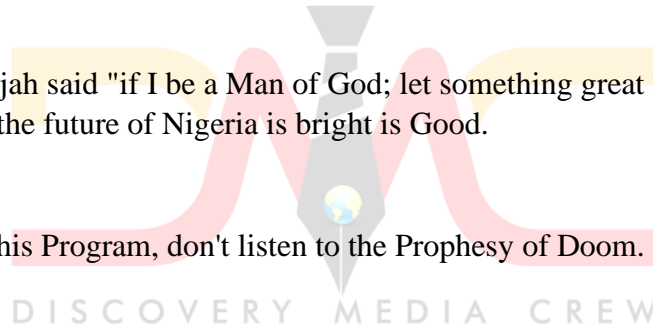 jah said "if I be a Man of God; let something great
the future of Nigeria is bright is Good.
his Program, don't listen to the Prophesy of Doom.
DISCOVERY MEDIA CREW